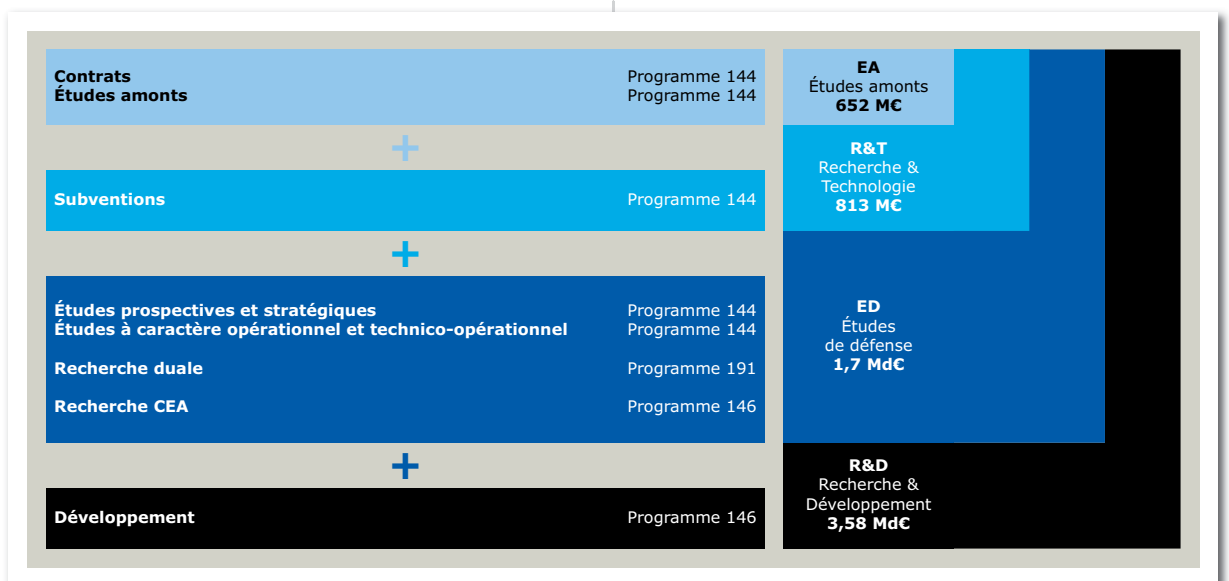 Contrats Programme 144
Études amonts Programme 144
EA
Études amonts
652 M€
+
Subventions Programme 144
R&T
Recherche &
Technologie
813 M€
+
Études prospectives et stratégiques Programme 144
Études à caractère opérationnel et technico-opérationnel Programme 144
Recherche duale Programme 191
Recherche CEA Programme 146
ED
Études
de défense
1,7 Md€
+
Développement Programme 146
R&D
Recherche &
Développement
3,58 Md€